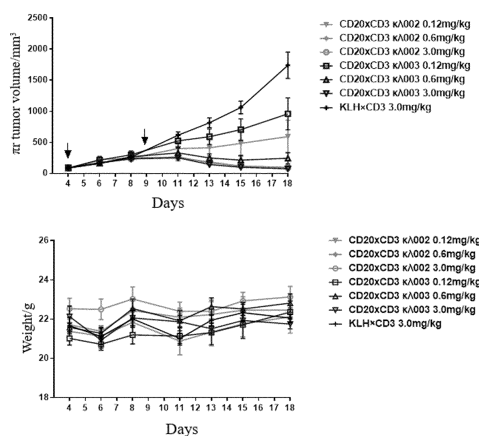 πr tumor volume/mm³
2500
2000
1500
1000
500
0
4 5 6 7 8 9 10 11 12 13 14 15 16 17 18
Days
CD20xCD3 κΛ002 0.12mg/kg
CD20xCD3 κΛ002 0.6mg/kg
CD20xCD3 κΛ002 3.0mg/kg
CD20xCD3 κΛ003 0.12mg/kg
CD20xCD3 κΛ003 0.6mg/kg
CD20xCD3 κΛ003 3.0mg/kg
KLH×CD3 3.0mg/kg
Weight/g
26
24
22
20
18
4 5 6 7 8 9 10 11 12 13 14 15 16 17 18
Days
CD20xCD3 κΛ002 0.12mg/kg
CD20xCD3 κΛ002 0.6mg/kg
CD20xCD3 κΛ002 3.0mg/kg
CD20xCD3 κΛ003 0.12mg/kg
CD20xCD3 κΛ003 0.6mg/kg
CD20xCD3 κΛ003 3.0mg/kg
KLH×CD3 3.0mg/kg